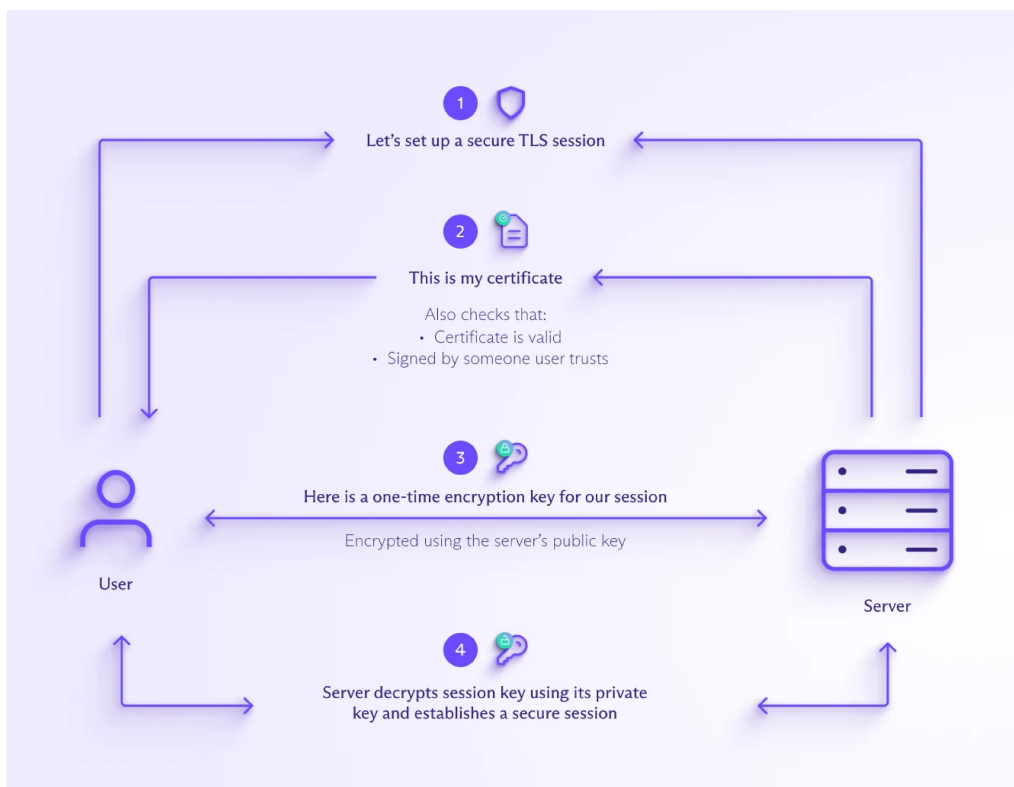 1
Let’s set up a secure TLS session
2
This is my certificate
Also checks that:
• Certificate is valid
• Signed by someone user trusts
3
Here is a one-time encryption key for our session
Encrypted using the server’s public key
User
Server
4
Server decrypts session key using its private
key and establishes a secure session